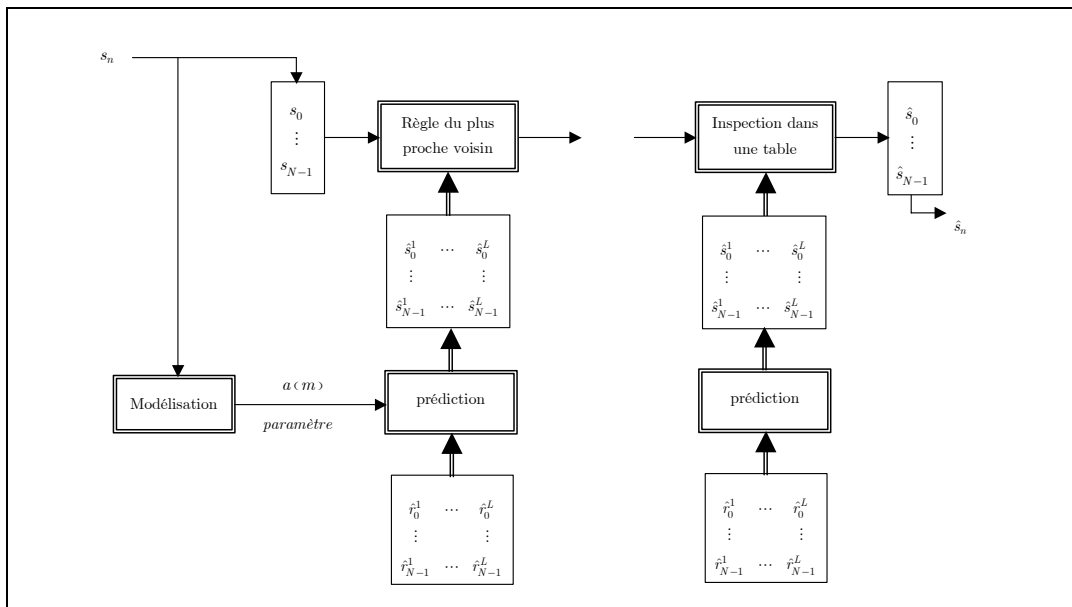 s_n
s_0
⋮
s_{N−1}
Règle du plus
proche voisin
Inspection dans
une table
ŝ_0
⋮
ŝ_{N−1}
ŝ_n
ŝ_0^1 ⋯ ŝ_0^L
⋮ ⋮
ŝ_{N−1}^1 ⋯ ŝ_{N−1}^L
ŝ_0^1 ⋯ ŝ_0^L
⋮ ⋮
ŝ_{N−1}^1 ⋯ ŝ_{N−1}^L
Modélisation
a(m)
paramètre
prédiction
prédiction
r̂_0^1 ⋯ r̂_0^L
⋮ ⋮
r̂_{N−1}^1 ⋯ r̂_{N−1}^L
r̂_0^1 ⋯ r̂_0^L
⋮ ⋮
r̂_{N−1}^1 ⋯ r̂_{N−1}^L